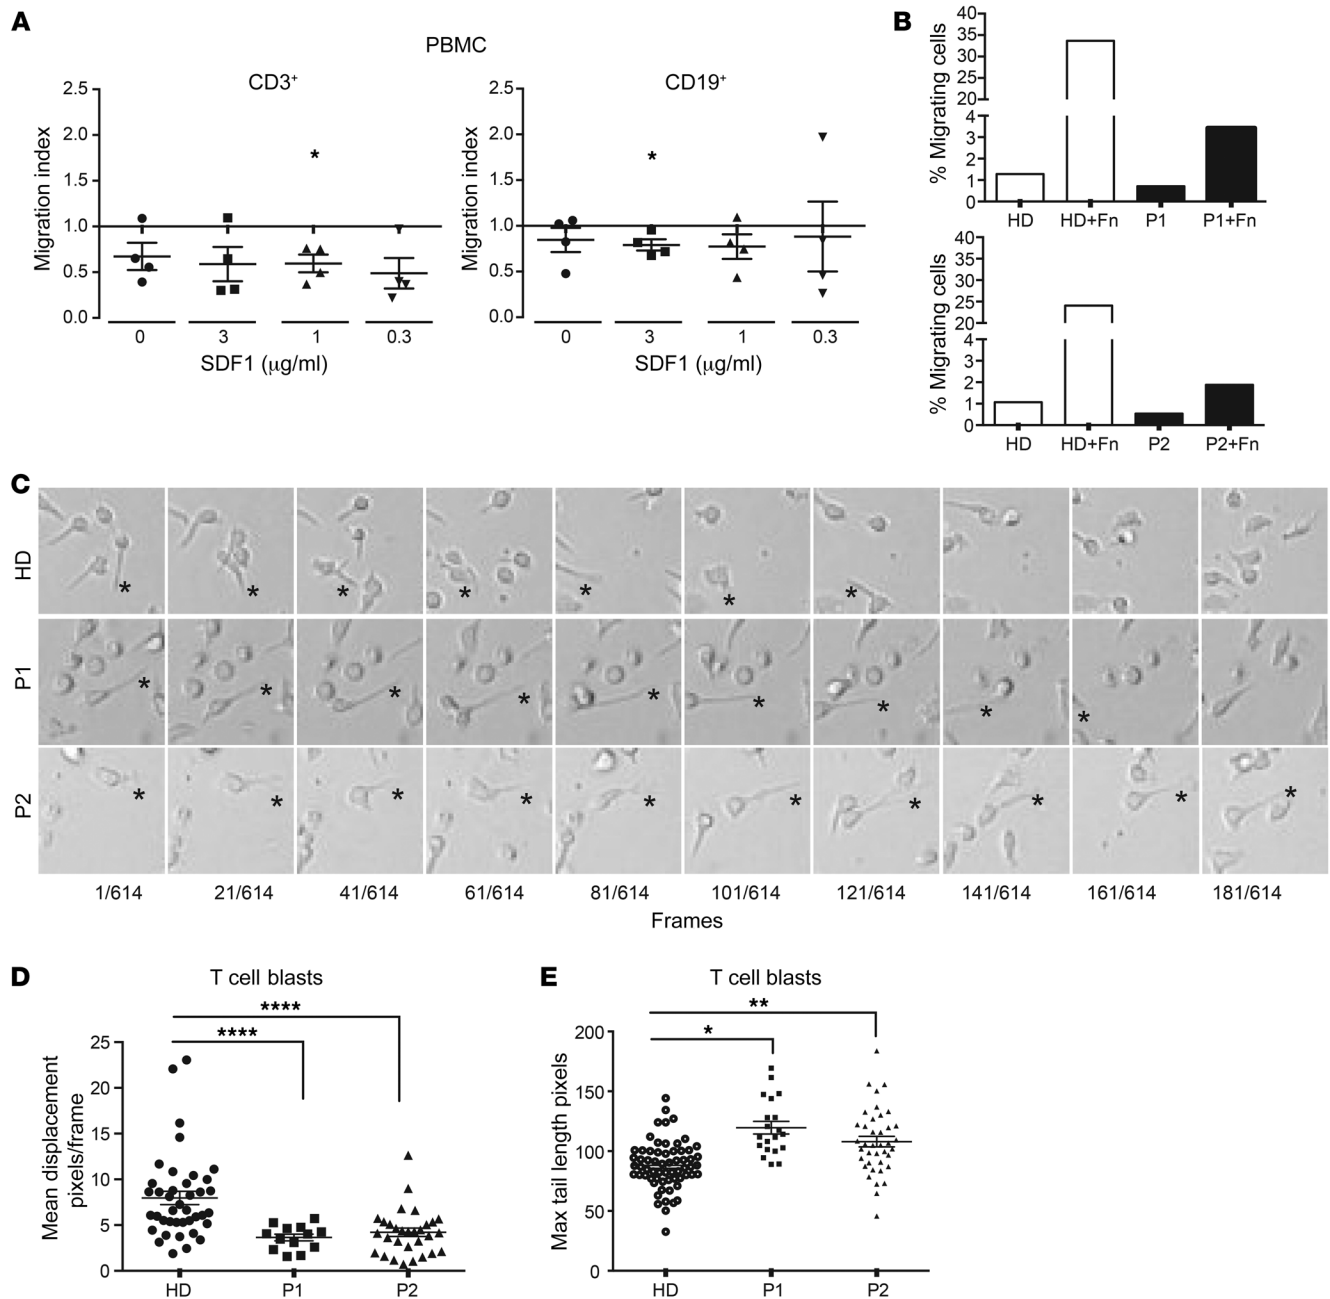 A
PBMC
CD3+
Migration index
2.5
2.0
1.5
1.0
0.5
0.0
*
0 3 1 0.3
SDF1 (μg/ml)
CD19+
Migration index
2.5
2.0
1.5
1.0
0.5
0.0
*
0 3 1 0.3
SDF1 (μg/ml)
B
% Migrating cells
40
35
30
25
20
4
3
2
1
0
HD HD+Fn P1 P1+Fn
% Migrating cells
40
35
30
25
20
4
3
2
1
0
HD HD+Fn P2 P2+Fn
C
HD
* * * * * * *
P1
* * * * * * * * *
P2
* * * * * * * * * *
1/614 21/614 41/614 61/614 81/614 101/614 121/614 141/614 161/614 181/614
Frames
D
T cell blasts
****
****
Mean displacement
pixels/frame
25
20
15
10
5
0
HD P1 P2
E
T cell blasts
**
*
Max tail length pixels
200
150
100
50
0
HD P1 P2